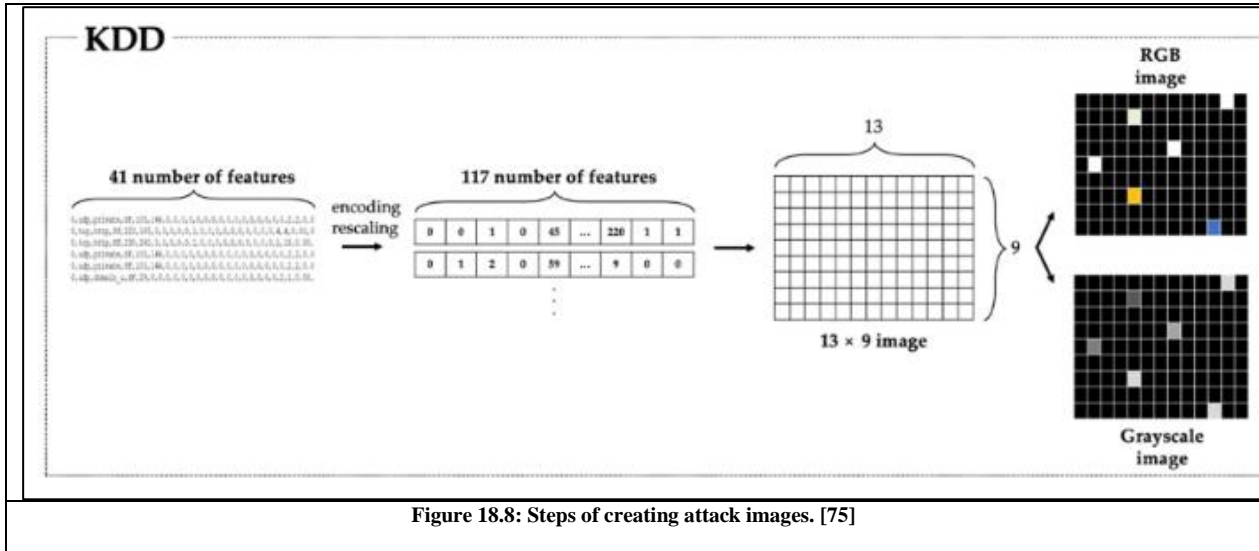 KDD
41 number of features
encoding
rescaling
117 number of features
0 0 1 0 45 ... 220 1 1
0 1 2 0 59 ... 9 0 0
13
9
13 × 9 image
RGB
image
Grayscale
image
Figure 18.8: Steps of creating attack images. [75]